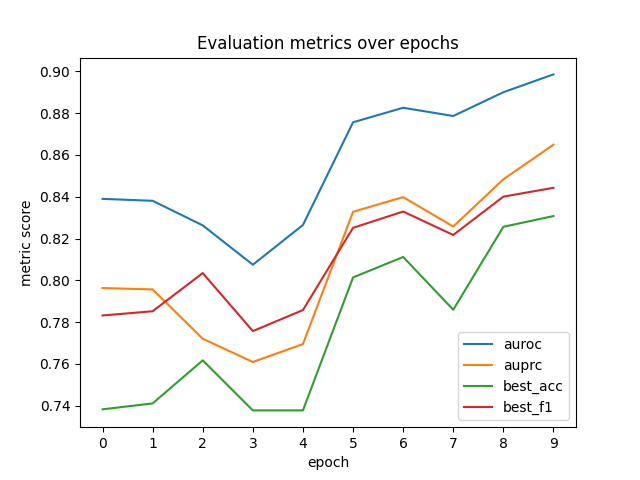 Evaluation metrics over epochs
metric score
0.90
0.88
0.86
0.84
0.82
0.80
0.78
0.76
0.74
auroc
auprc
best_acc
best_f1
0 1 2 3 4 5 6 7 8 9
epoch